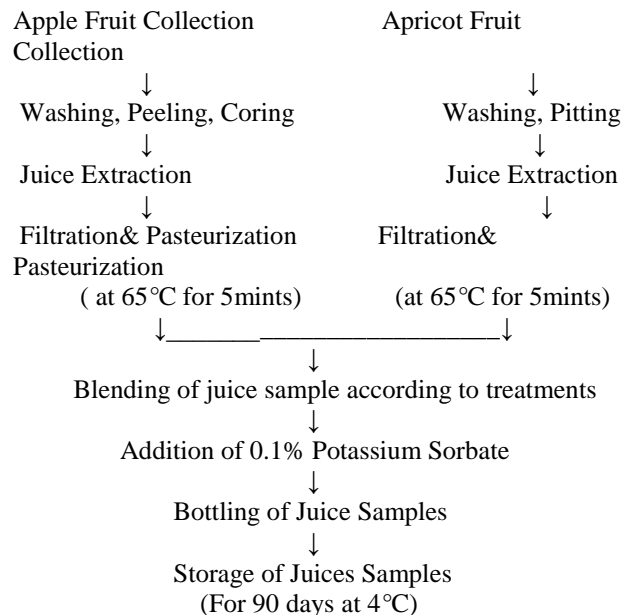 Apple Fruit Collection Apricot Fruit
Collection
↓ ↓
Washing, Peeling, Coring Washing, Pitting
↓ ↓
Juice Extraction Juice Extraction
↓ ↓
Filtration& Pasteurization Filtration&
Pasteurization
( at 65°C for 5mints) (at 65°C for 5mints)
↓_______ __________________↓
↓
Blending of juice sample according to treatments
↓
Addition of 0.1% Potassium Sorbate
↓
Bottling of Juice Samples
↓
Storage of Juices Samples
(For 90 days at 4°C)